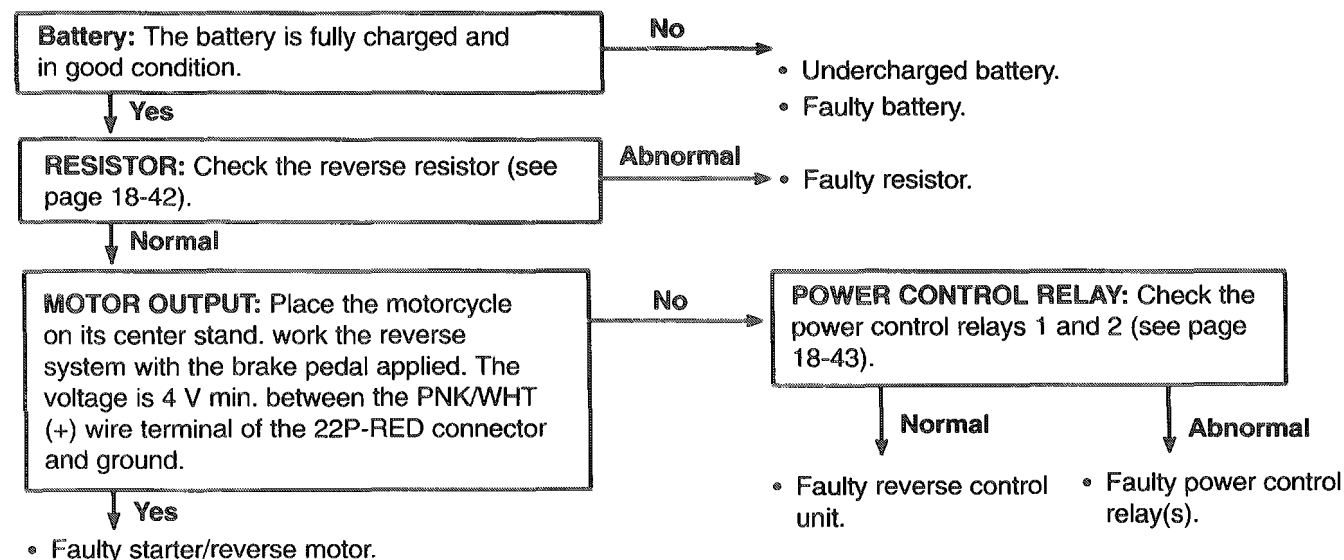 Battery: The battery is fully charged and
in good condition.
No
• Undercharged battery.
• Faulty battery.
Yes
RESISTOR: Check the reverse resistor (see
page 18-42).
Abnormal
• Faulty resistor.
Normal
MOTOR OUTPUT: Place the motorcycle
on its center stand. work the reverse
system with the brake pedal applied. The
voltage is 4 V min. between the PNK/WHT
(+) wire terminal of the 22P-RED connector
and ground.
No
POWER CONTROL RELAY: Check the
power control relays 1 and 2 (see page
18-43).
Normal
Abnormal
• Faulty reverse control
unit.
• Faulty power control
relay(s).
Yes
• Faulty starter/reverse motor.